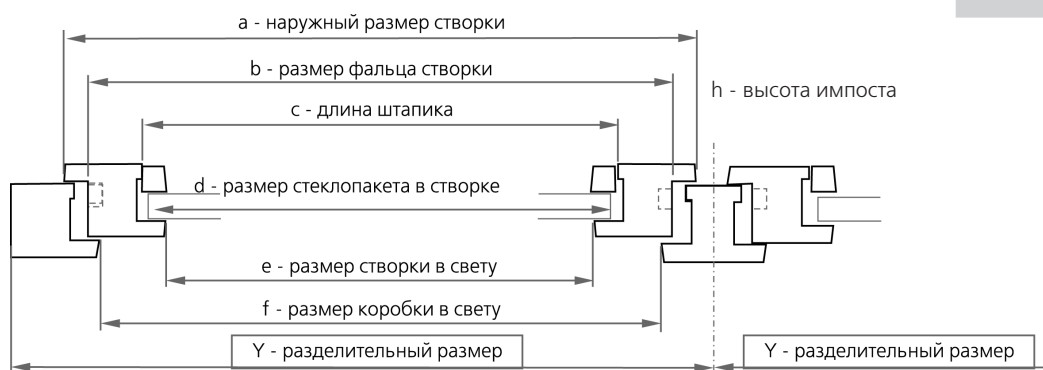 a - наружный размер створки
b - размер фальца створки
h - высота импоста
c - длина штапика
d - размер стеклопакета в створке
e - размер створки в свету
f - размер коробки в свету
Y - разделительный размер
Y - разделительный размер